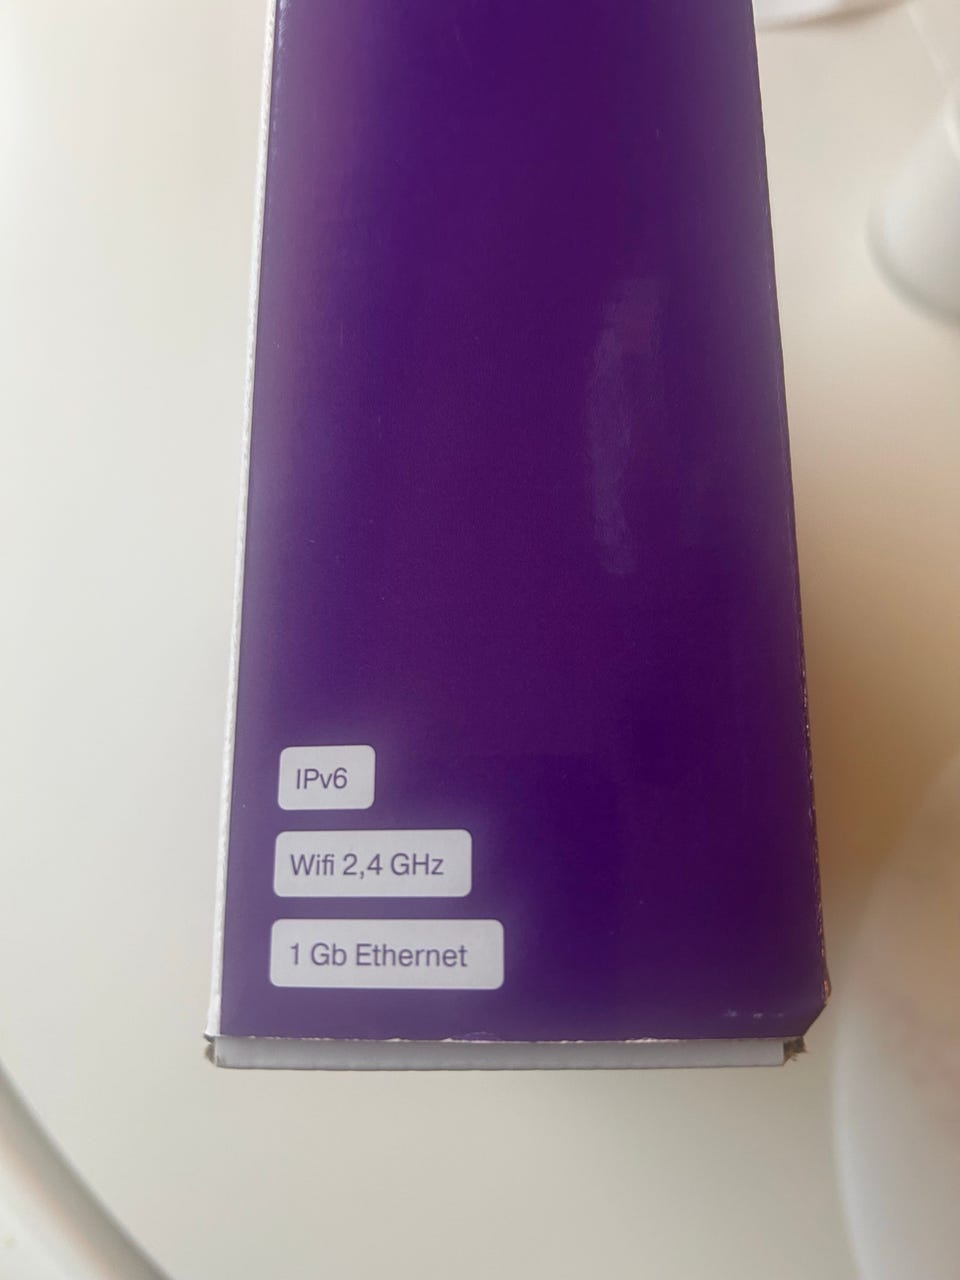 IPv6
Wifi 2,4 GHz
1 Gb Ethernet